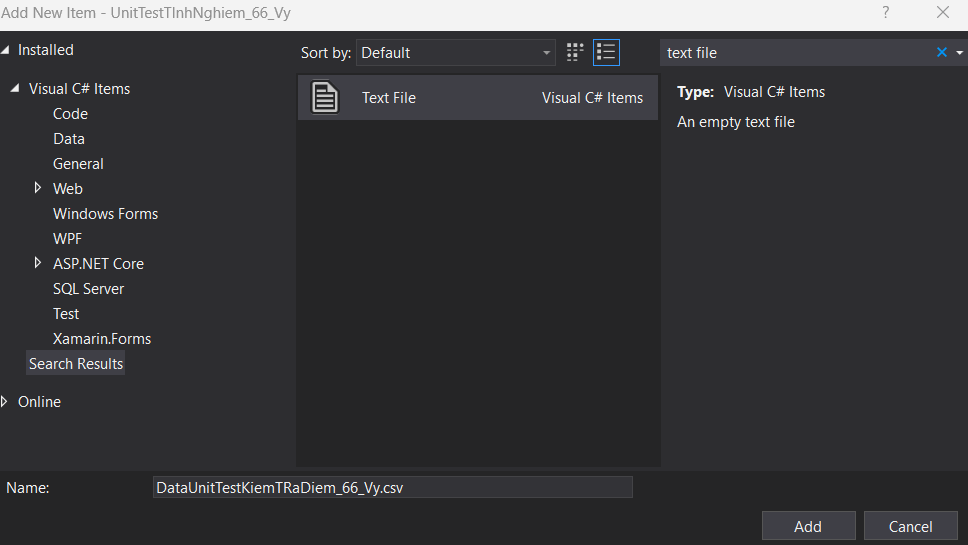 Add New Item - UnitTestTInhNghiem_66_Vy
?
Installed
Sort by: Default
text file
Visual C# Items
Code
Data
General
Web
Windows Forms
WPF
ASP.NET Core
SQL Server
Test
Xamarin.Forms
Search Results
Online
Text File Visual C# Items
Type: Visual C# Items
An empty text file
Name: DataUnitTestKiemTRaDiem_66_Vy.csv
Add Cancel